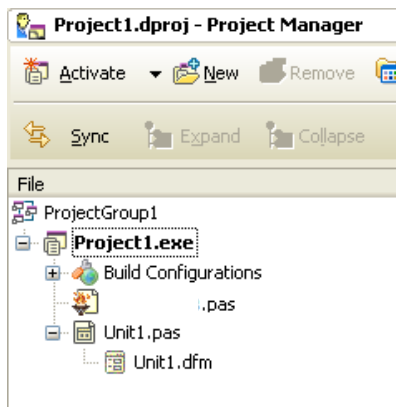 Project1.dproj - Project Manager
Activate New Remove
Sync Expand Collapse
File
ProjectGroup1
Project1.exe
Build Configurations
.pas
Unit1.pas
Unit1.dfm